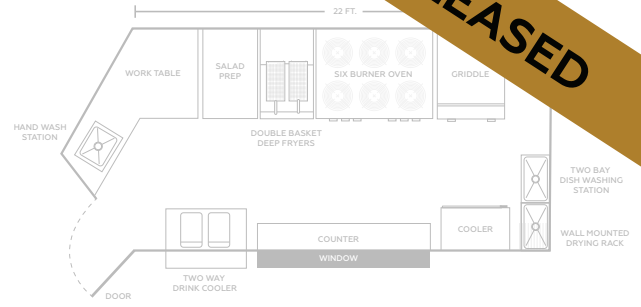 22 FT.
EASED
WORK TABLE
SALAD
PREP
SIX BURNER OVEN
GRIDDLE
HAND WASH
STATION
DOUBLE BASKET
DEEP FRYERS
TWO BAY
DISH WASHING
STATION
COOLER
WALL MOUNTED
DRYING RACK
COUNTER
WINDOW
TWO WAY
DRINK COOLER
DOOR